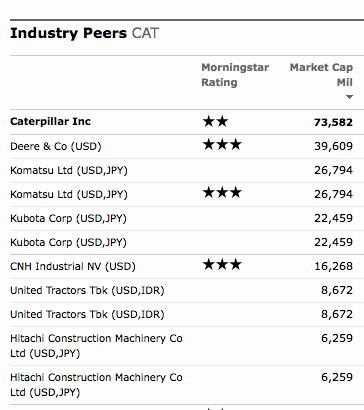 Industry Peers CAT
Morningstar Market Cap
Rating Mil
Caterpillar Inc ★★ 73,582
Deere & Co (USD) ★★★ 39,609
Komatsu Ltd (USD,JPY) 26,794
Komatsu Ltd (USD,JPY) ★★★ 26,794
Kubota Corp (USD,JPY) 22,459
Kubota Corp (USD,JPY) 22,459
CNH Industrial NV (USD) ★★★ 16,268
United Tractors Tbk (USD,IDR) 8,672
United Tractors Tbk (USD,IDR) 8,672
Hitachi Construction Machinery Co
Ltd (USD,JPY) 6,259
Hitachi Construction Machinery Co
Ltd (USD,JPY) 6,259